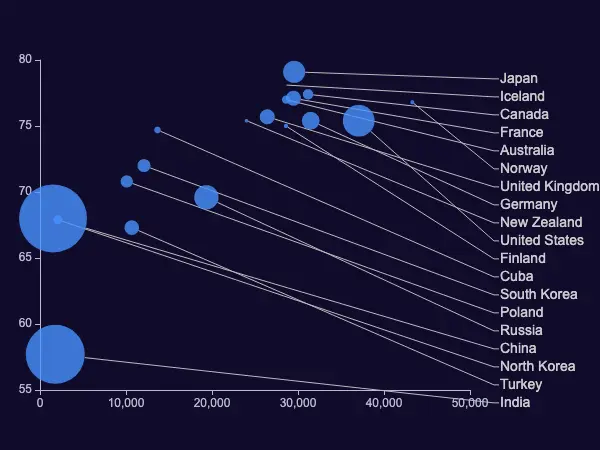 80
75
70
65
60
55
0
10,000
20,000
30,000
40,000
50,000
Japan
Iceland
Canada
France
Australia
Norway
United Kingdom
Germany
New Zealand
United States
Finland
Cuba
South Korea
Poland
Russia
China
North Korea
Turkey
India